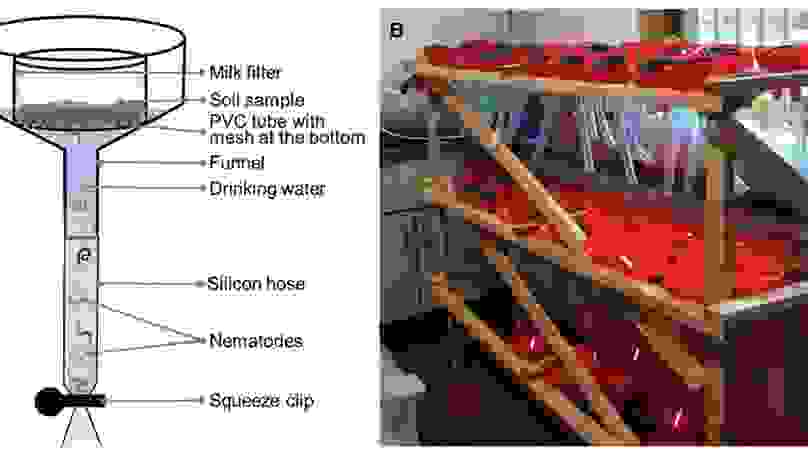 Milk filter
Soil sample
PVC tube with
mesh at the bottom
Funnel
Drinking water
Silicon hose
Nematodes
Squeeze clip
B